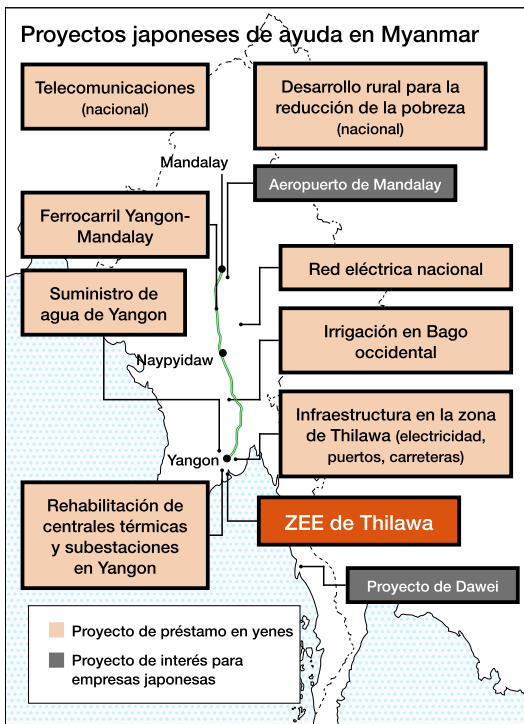 Proyectos japoneses de ayuda en Myanmar
Telecomunicaciones
(nacional)
Desarrollo rural para la
reducción de la pobreza
(nacional)
Mandalay
Aeropuerto de Mandalay
Ferrocarril Yangon-
Mandalay
Red eléctrica nacional
Suministro de
agua de Yangon
Irrigación en Bago
occidental
Naypyidaw
Infraestructura en la zona
de Thilawa (electricidad,
puertos, carreteras)
Yangon
Rehabilitación de
centrales térmicas
y subestaciones
en Yangon
ZEE de Thilawa
Proyecto de Dawei
Proyecto de préstamo en yenes
Proyecto de interés para
empresas japonesas